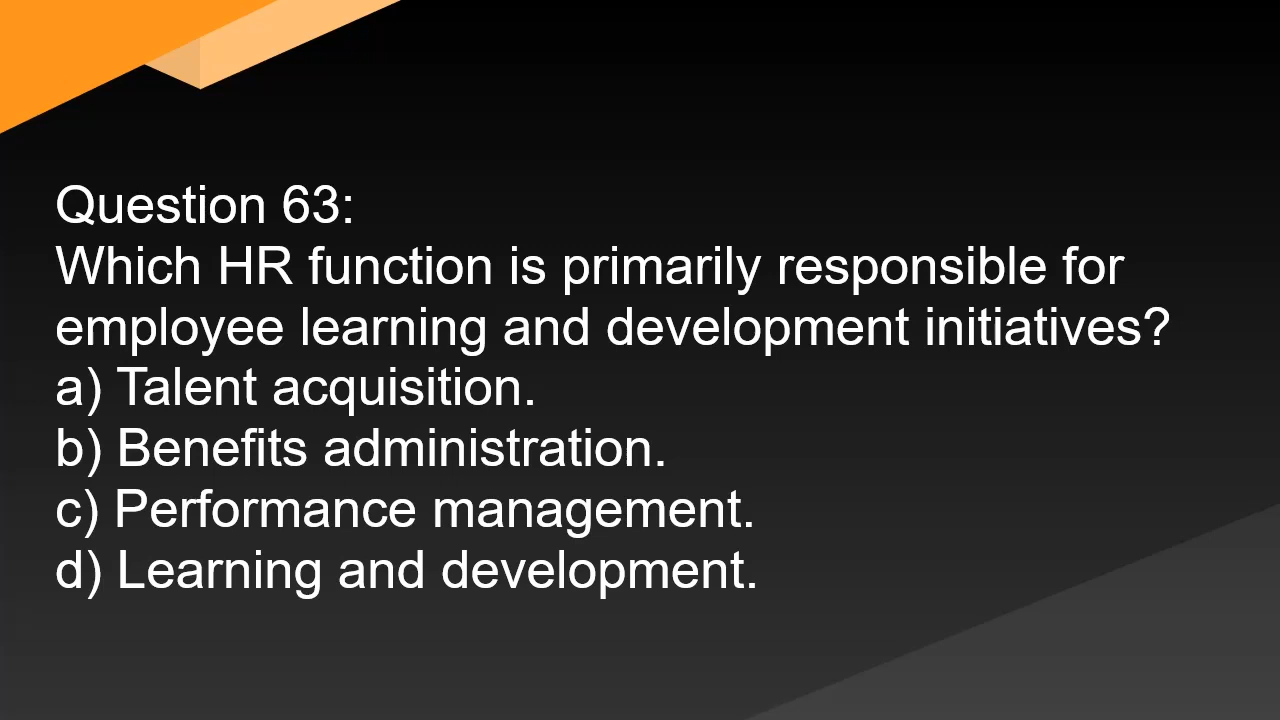 Question 63:
Which HR function is primarily responsible for
employee learning and development initiatives?
a) Talent acquisition.
b) Benefits administration.
c) Performance management.
d) Learning and development.